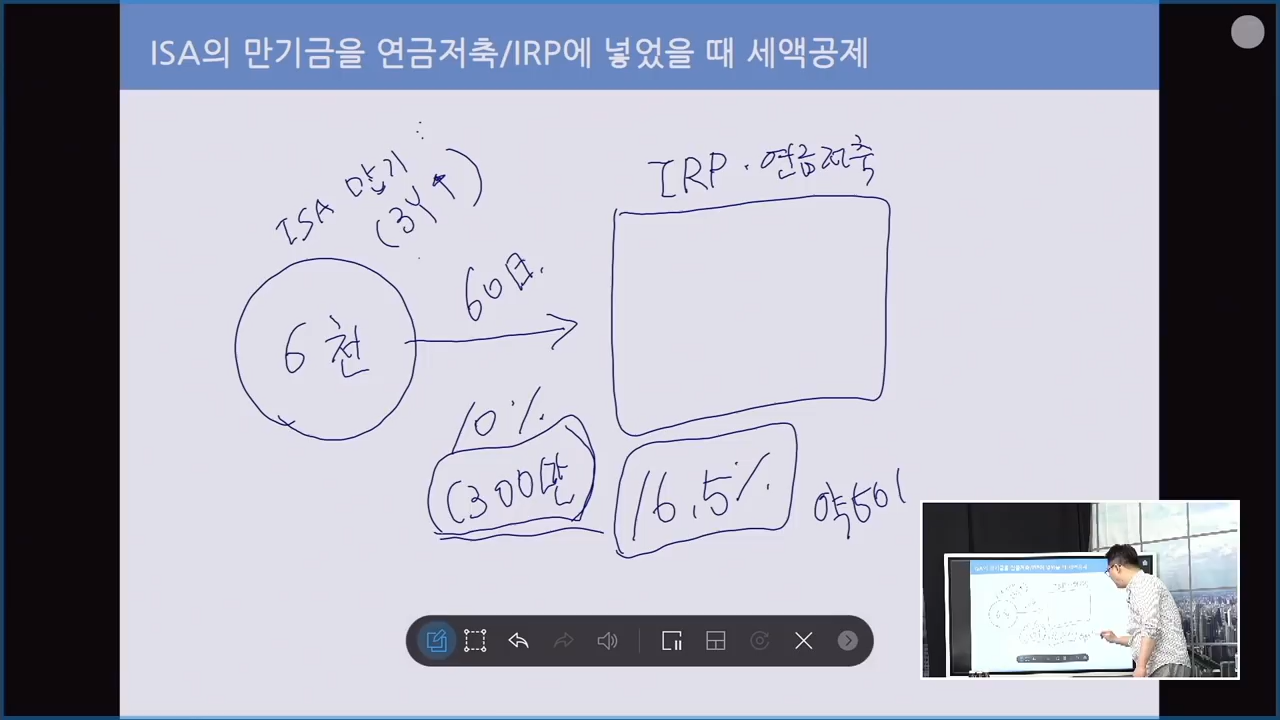 ISA의 만기금을 연금저축/IRP에 넣었을 때 세액공제
ISA 만기
(3Y↑)
IRP · 연금저축
60日.
6천
10%
(300만
16.5%
약50